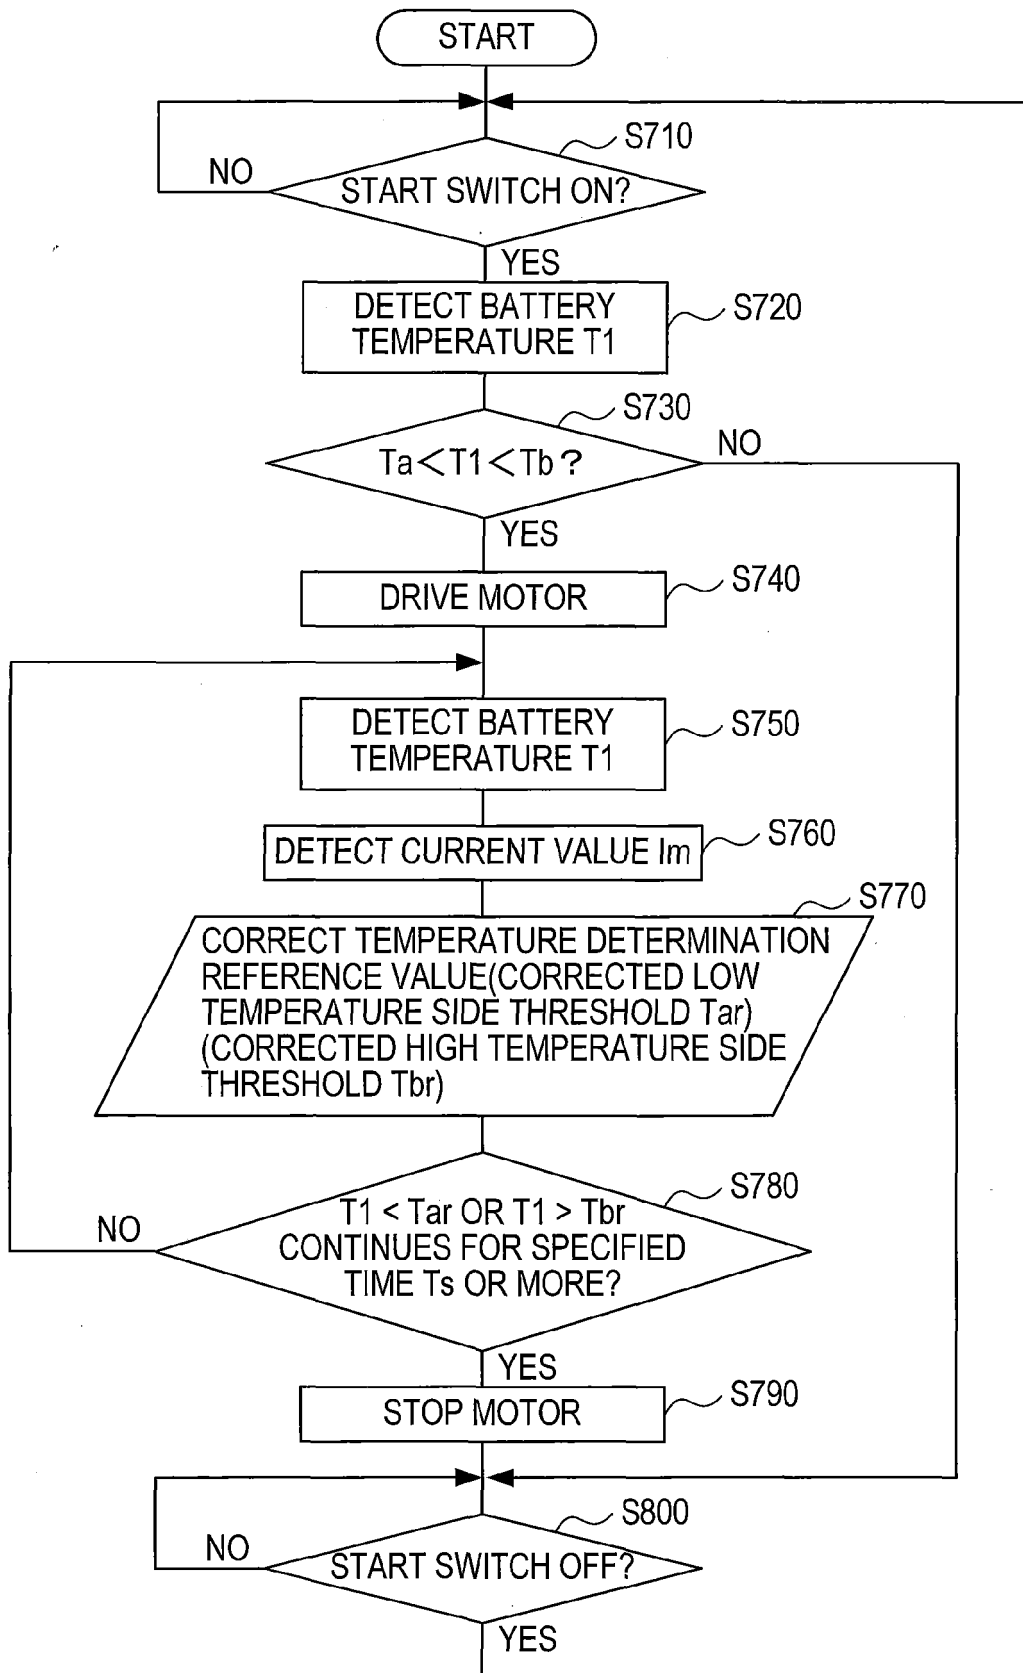 START
S710
NO
START SWITCH ON?
YES
DETECT BATTERY
TEMPERATURE T1
S720
S730
NO
Ta<T1<Tb?
YES
DRIVE MOTOR
S740
DETECT BATTERY
TEMPERATURE T1
S750
DETECT CURRENT VALUE Im
S760
S770
CORRECT TEMPERATURE DETERMINATION
REFERENCE VALUE(CORRECTED LOW
TEMPERATURE SIDE THRESHOLD Tar)
(CORRECTED HIGH TEMPERATURE SIDE
THRESHOLD Tbr)
S780
NO
T1 < Tar OR T1 > Tbr
CONTINUES FOR SPECIFIED
TIME Ts OR MORE?
YES
STOP MOTOR
S790
S800
NO
START SWITCH OFF?
YES